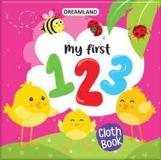 DREAMLAND
My first
123
Cloth
Book